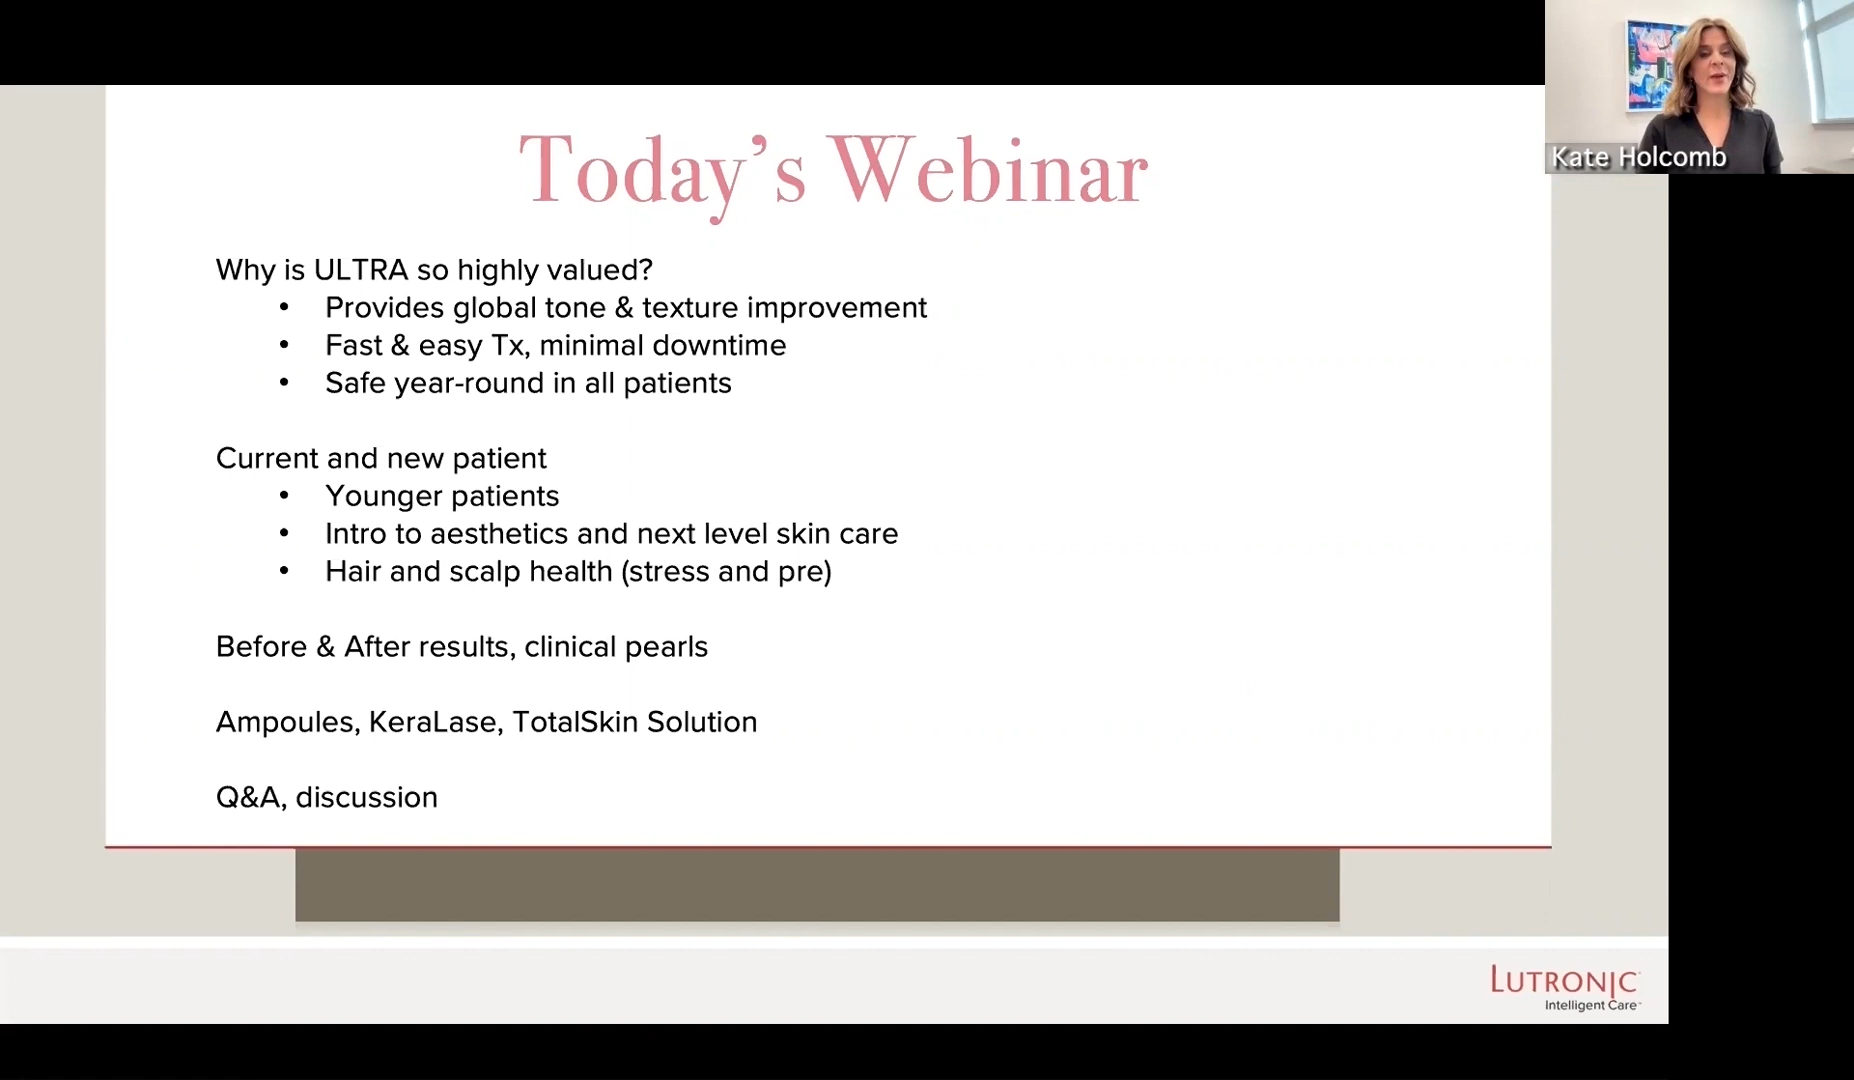 Today's Webinar
Kate Holcomb
Why is ULTRA so highly valued?
• Provides global tone & texture improvement
• Fast & easy Tx, minimal downtime
• Safe year-round in all patients
Current and new patient
• Younger patients
• Intro to aesthetics and next level skin care
• Hair and scalp health (stress and pre)
Before & After results, clinical pearls
Ampoules, KeraLase, TotalSkin Solution
Q&A, discussion
LUTRONIC
Intelligent Care™